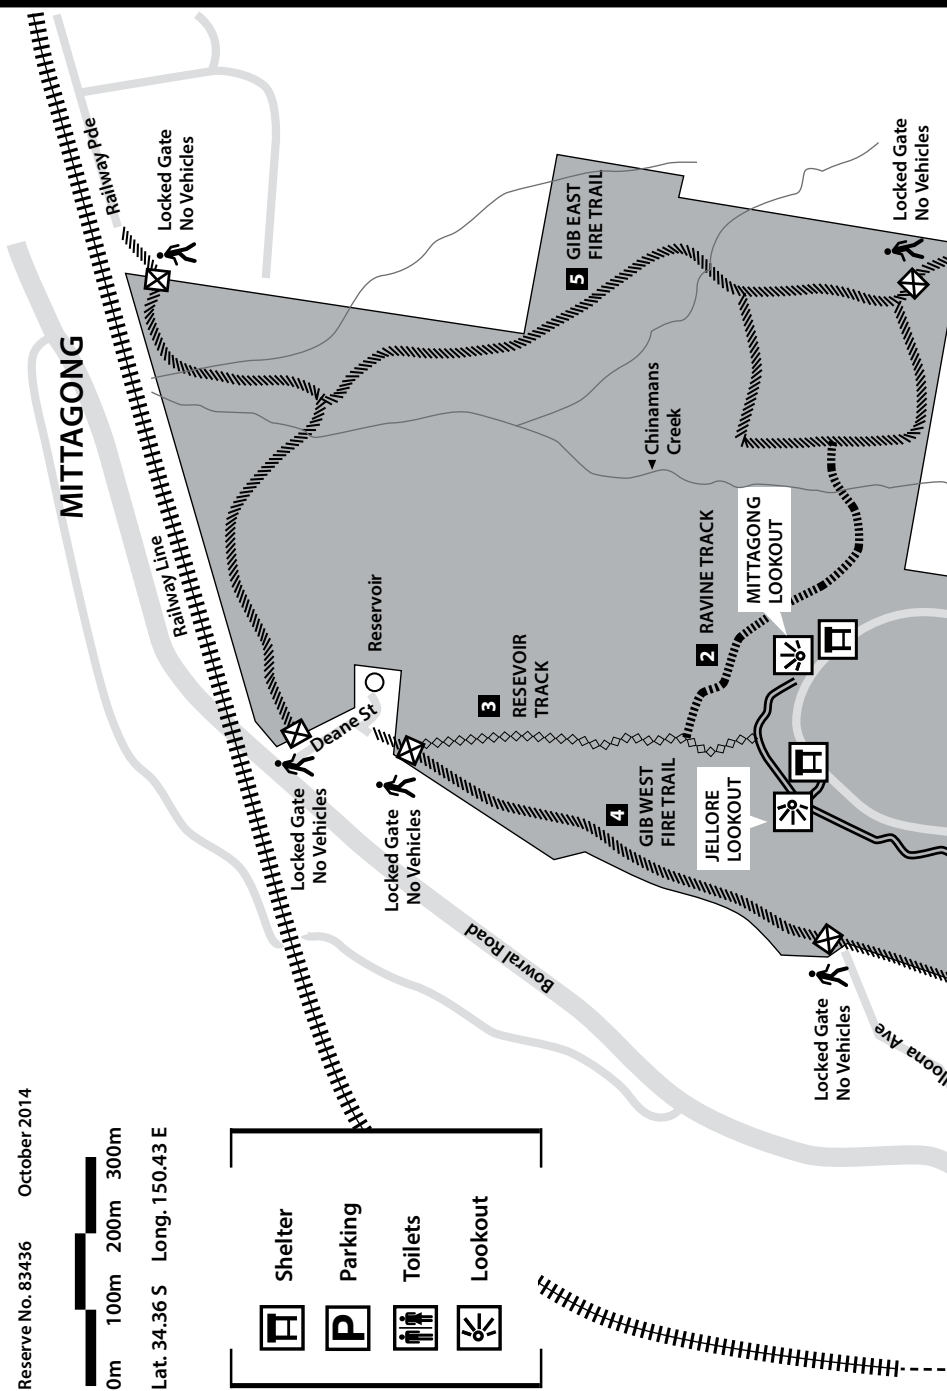 MITTAGONG
Railway Pde
Locked Gate
No Vehicles
Railway Line
5 GIB EAST
FIRE TRAIL
Locked Gate
No Vehicles
Chinamans
Creek
Reservoir
Deane St
3 RESEVOIR
TRACK
2 RAVINE TRACK
MITTAGONG
LOOKOUT
Locked Gate
No Vehicles
Locked Gate
No Vehicles
4 GIB WEST
FIRE TRAIL
JELLORE
LOOKOUT
Bowral Road
Locked Gate
No Vehicles
Ave
Reserve No. 83436 October 2014
0m 100m 200m 300m
Lat. 34.36 S Long. 150.43 E
Shelter
P Parking
Toilets
Lookout